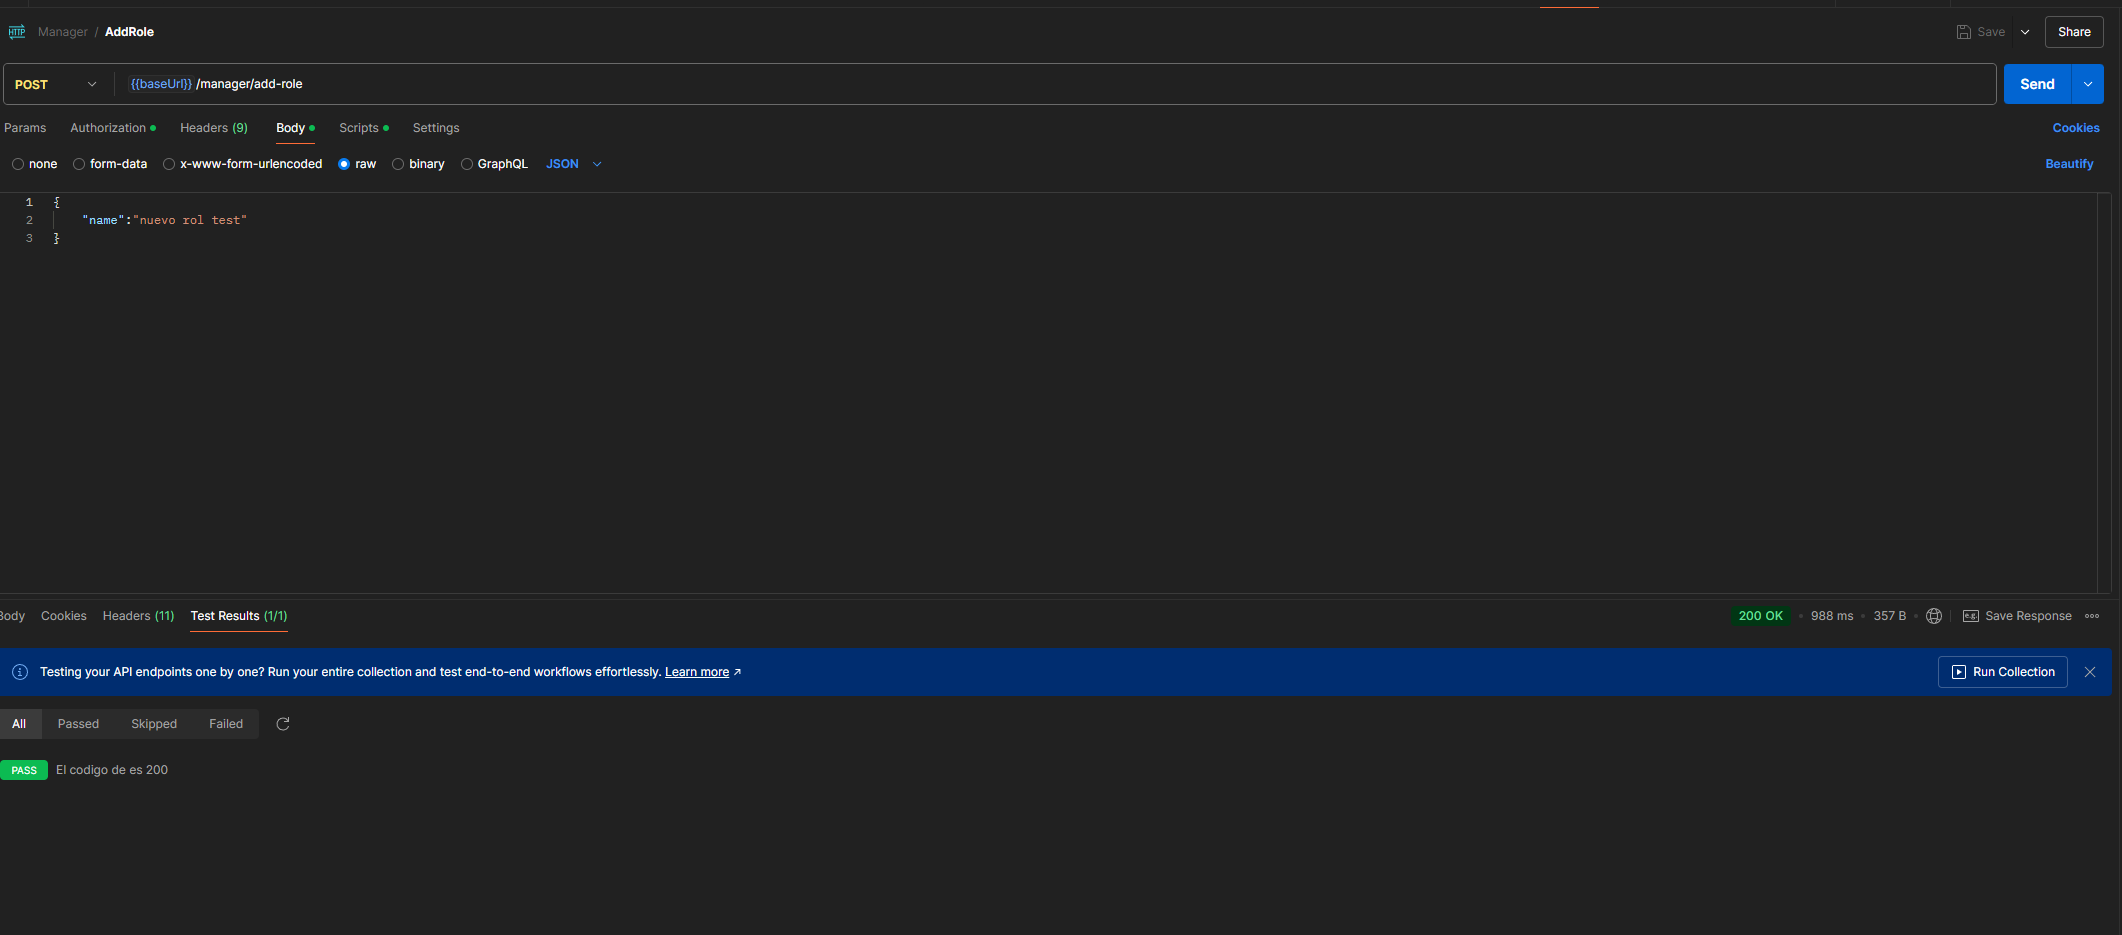 HTTP Manager / AddRole Save Share
POST {{baseUrl}} /manager/add-role Send
Params Authorization Headers (9) Body Scripts Settings Cookies
none form-data x-www-form-urlencoded raw binary GraphQL JSON Beautify
1 {
2 "name":"nuevo rol test"
3 }
Body Cookies Headers (11) Test Results (1/1) 200 OK 988 ms 357 B e.g. Save Response
Testing your API endpoints one by one? Run your entire collection and test end-to-end workflows effortlessly. Learn more Run Collection
All Passed Skipped Failed
PASS El codigo de es 200